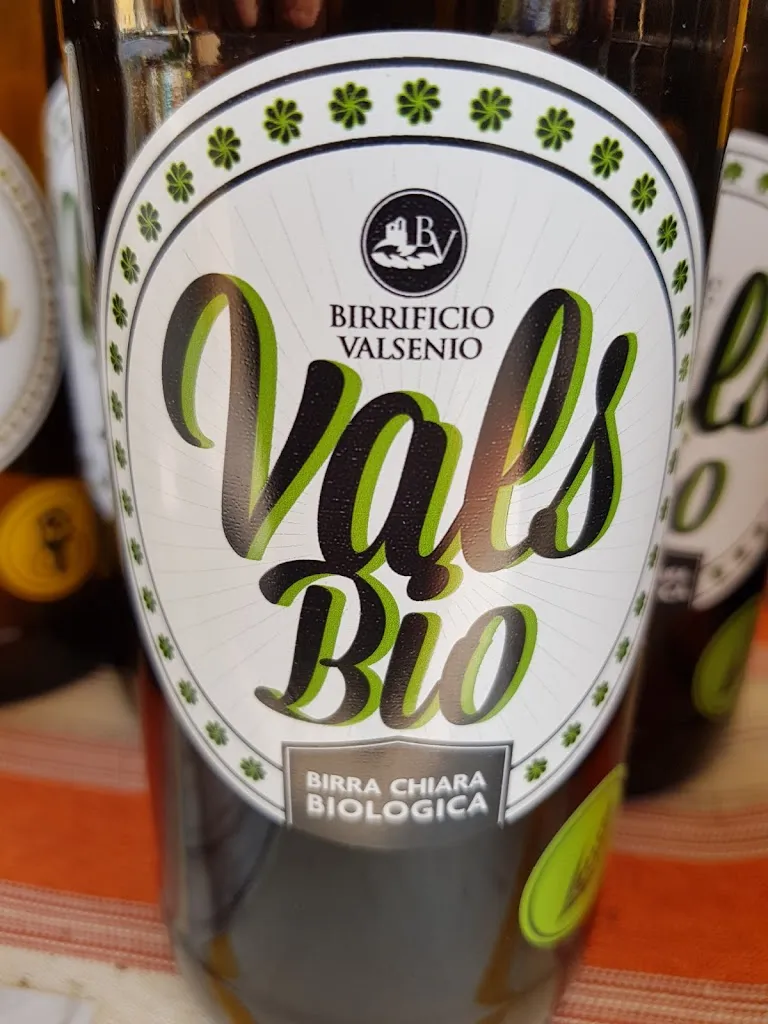 BV
BIRRIFICIO
VALSENIO
Vals
Bio
BIRRA CHIARA
BIOLOGICA